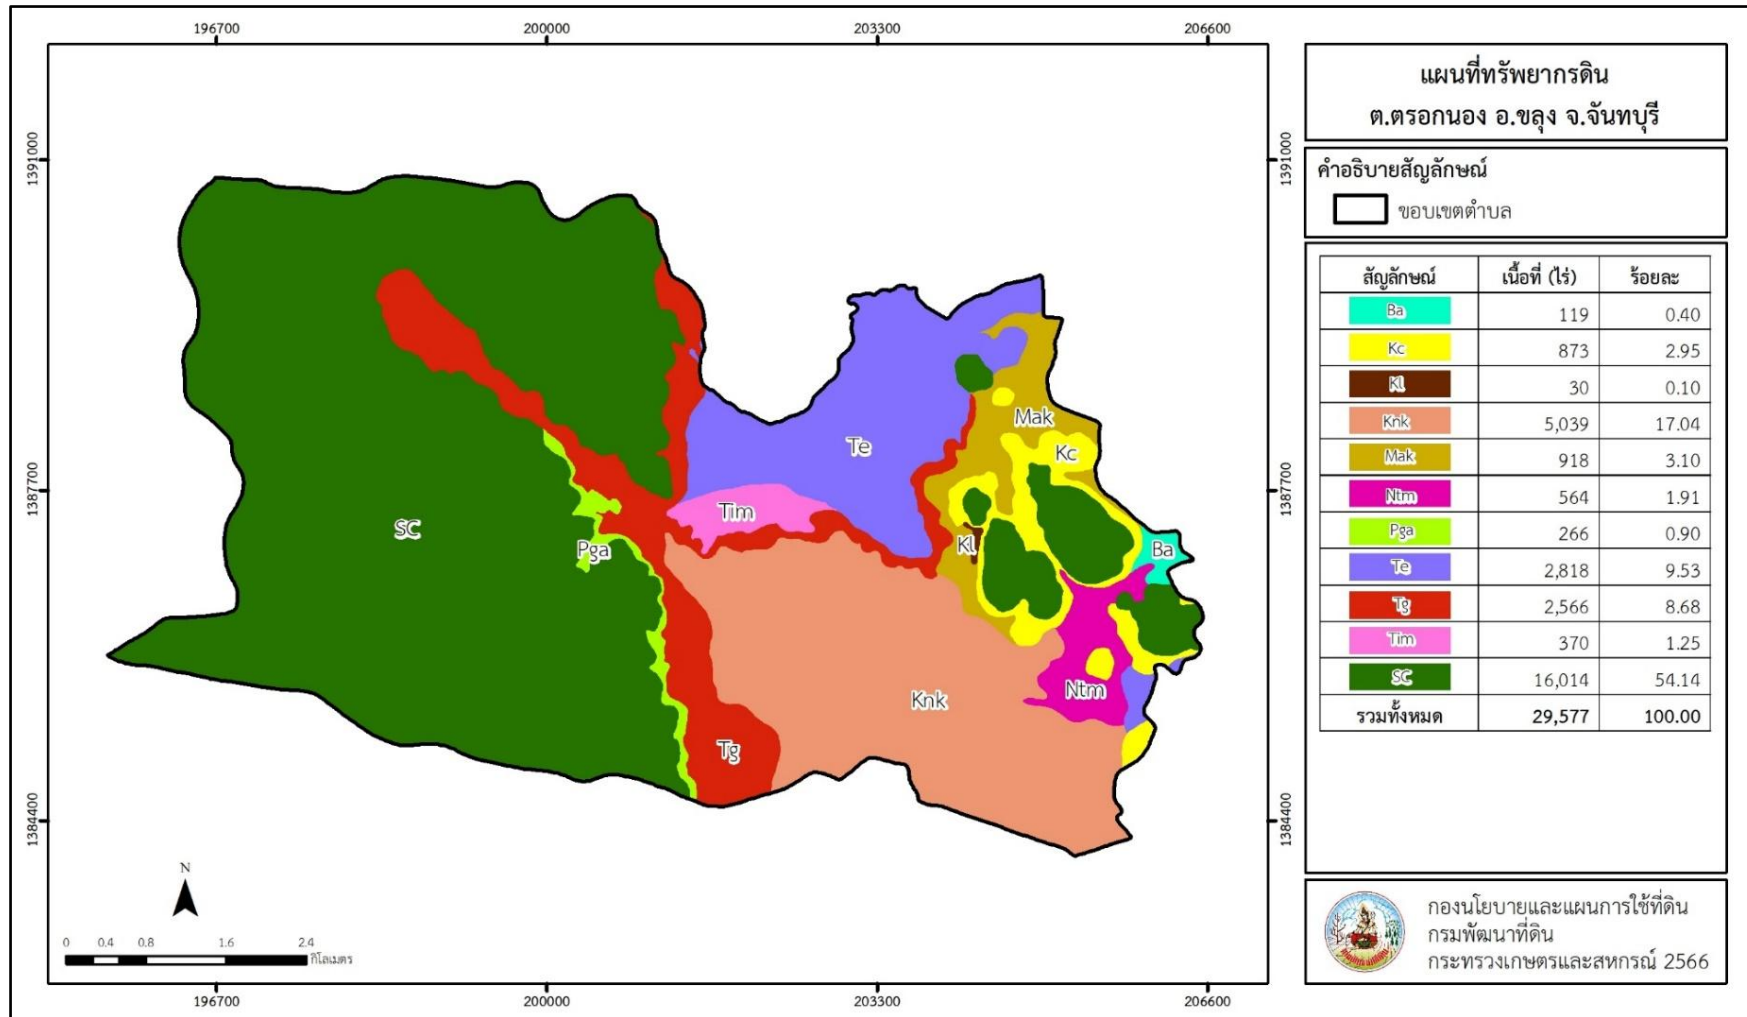 196700 200000 203300 206600
1391000
1387700
1384400
SC
Pga
Tg
Tim
Te
Knk
Mak
Kc
Kl
Ba
Ntm
N
0 0.4 0.8 1.6 2.4
กิโลเมตร
196700 200000 203300 206600
1391000
1387700
1384400
แผนที่ทรัพยากรดิน
ต.ตรอกนอง อ.ขลุง จ.จันทบุรี
คำอธิบายสัญลักษณ์
ขอบเขตตำบล
สัญลักษณ์ เนื้อที่ (ไร่) ร้อยละ
Ba 119 0.40
Kc 873 2.95
Kl 30 0.10
Knk 5,039 17.04
Mak 918 3.10
Ntm 564 1.91
Pga 266 0.90
Te 2,818 9.53
Tg 2,566 8.68
Tim 370 1.25
SC 16,014 54.14
รวมทั้งหมด 29,577 100.00
กองนโยบายและแผนการใช้ที่ดิน
กรมพัฒนาที่ดิน
กระทรวงเกษตรและสหกรณ์ 2566